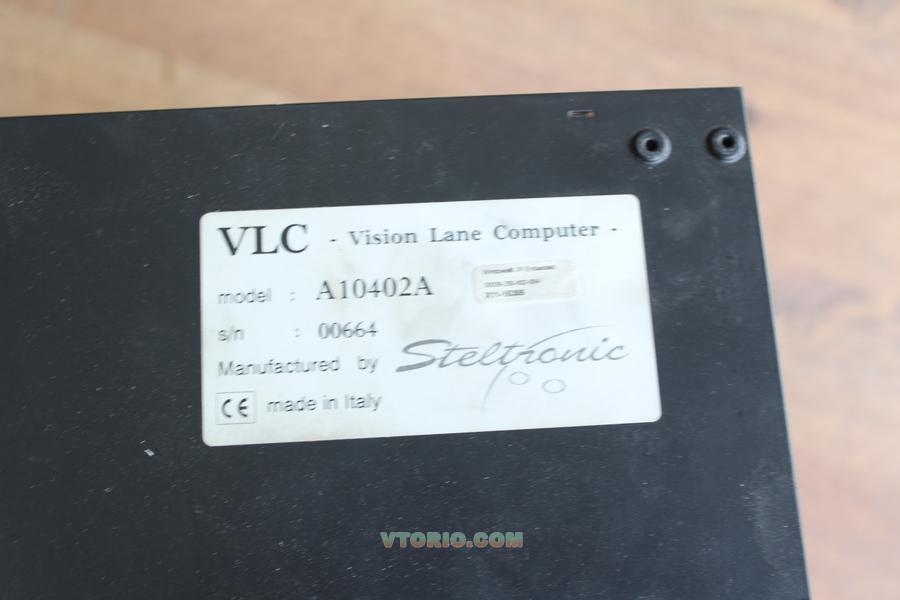 VLC - Vision Lane Computer -
model : A10402A
s/n : 00664
Manufactured by Steltronic
CE made in Italy
VTORIO.COM